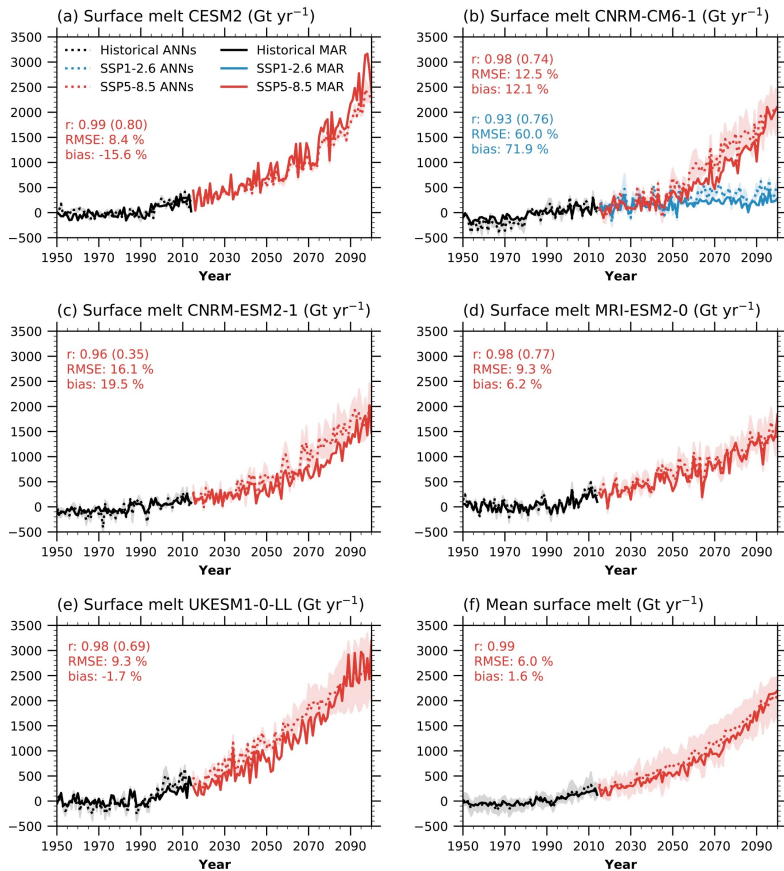 (a) Surface melt CESM2 (Gt yr⁻¹)
3500
3000
2500
2000
1500
1000
500
0
−500
Historical ANNs
SSP1-2.6 ANNs
SSP5-8.5 ANNs
Historical MAR
SSP1-2.6 MAR
SSP5-8.5 MAR
r: 0.99 (0.80)
RMSE: 8.4 %
bias: -15.6 %
1950 1970 1990 2010 2030 2050 2070 2090
Year
(b) Surface melt CNRM-CM6-1 (Gt yr⁻¹)
3500
3000
2500
2000
1500
1000
500
0
−500
r: 0.98 (0.74)
RMSE: 12.5 %
bias: 12.1 %
r: 0.93 (0.76)
RMSE: 60.0 %
bias: 71.9 %
1950 1970 1990 2010 2030 2050 2070 2090
Year
(c) Surface melt CNRM-ESM2-1 (Gt yr⁻¹)
3500
3000
2500
2000
1500
1000
500
0
−500
r: 0.96 (0.35)
RMSE: 16.1 %
bias: 19.5 %
1950 1970 1990 2010 2030 2050 2070 2090
Year
(d) Surface melt MRI-ESM2-0 (Gt yr⁻¹)
3500
3000
2500
2000
1500
1000
500
0
−500
r: 0.98 (0.77)
RMSE: 9.3 %
bias: 6.2 %
1950 1970 1990 2010 2030 2050 2070 2090
Year
(e) Surface melt UKESM1-0-LL (Gt yr⁻¹)
3500
3000
2500
2000
1500
1000
500
0
−500
r: 0.98 (0.69)
RMSE: 9.3 %
bias: -1.7 %
1950 1970 1990 2010 2030 2050 2070 2090
Year
(f) Mean surface melt (Gt yr⁻¹)
3500
3000
2500
2000
1500
1000
500
0
−500
r: 0.99
RMSE: 6.0 %
bias: 1.6 %
1950 1970 1990 2010 2030 2050 2070 2090
Year